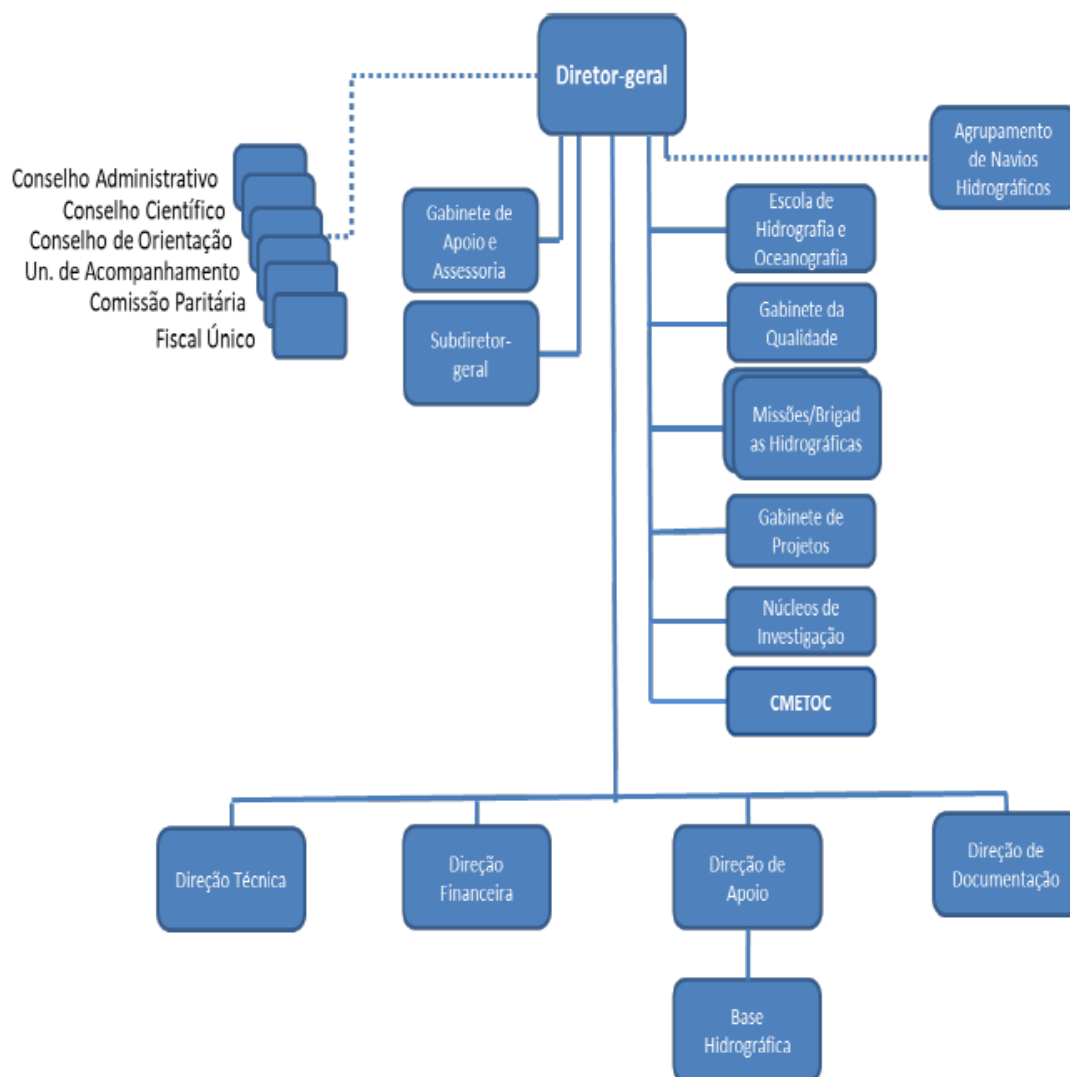 Diretor-geral
Agrupamento
de Navios
Hidrográficos
Conselho Administrativo
Conselho Científico
Conselho de Orientação
Un. de Acompanhamento
Comissão Paritária
Fiscal Único
Gabinete de
Apoio e
Assessoria
Subdiretor-
geral
Escola de
Hidrografia e
Oceanografia
Gabinete da
Qualidade
Missões/Brigad
as Hidrográficas
Gabinete de
Projetos
Núcleos de
Investigação
CMETOC
Direção Técnica
Direção
Financeira
Direção de
Apoio
Direção de
Documentação
Base
Hidrográfica